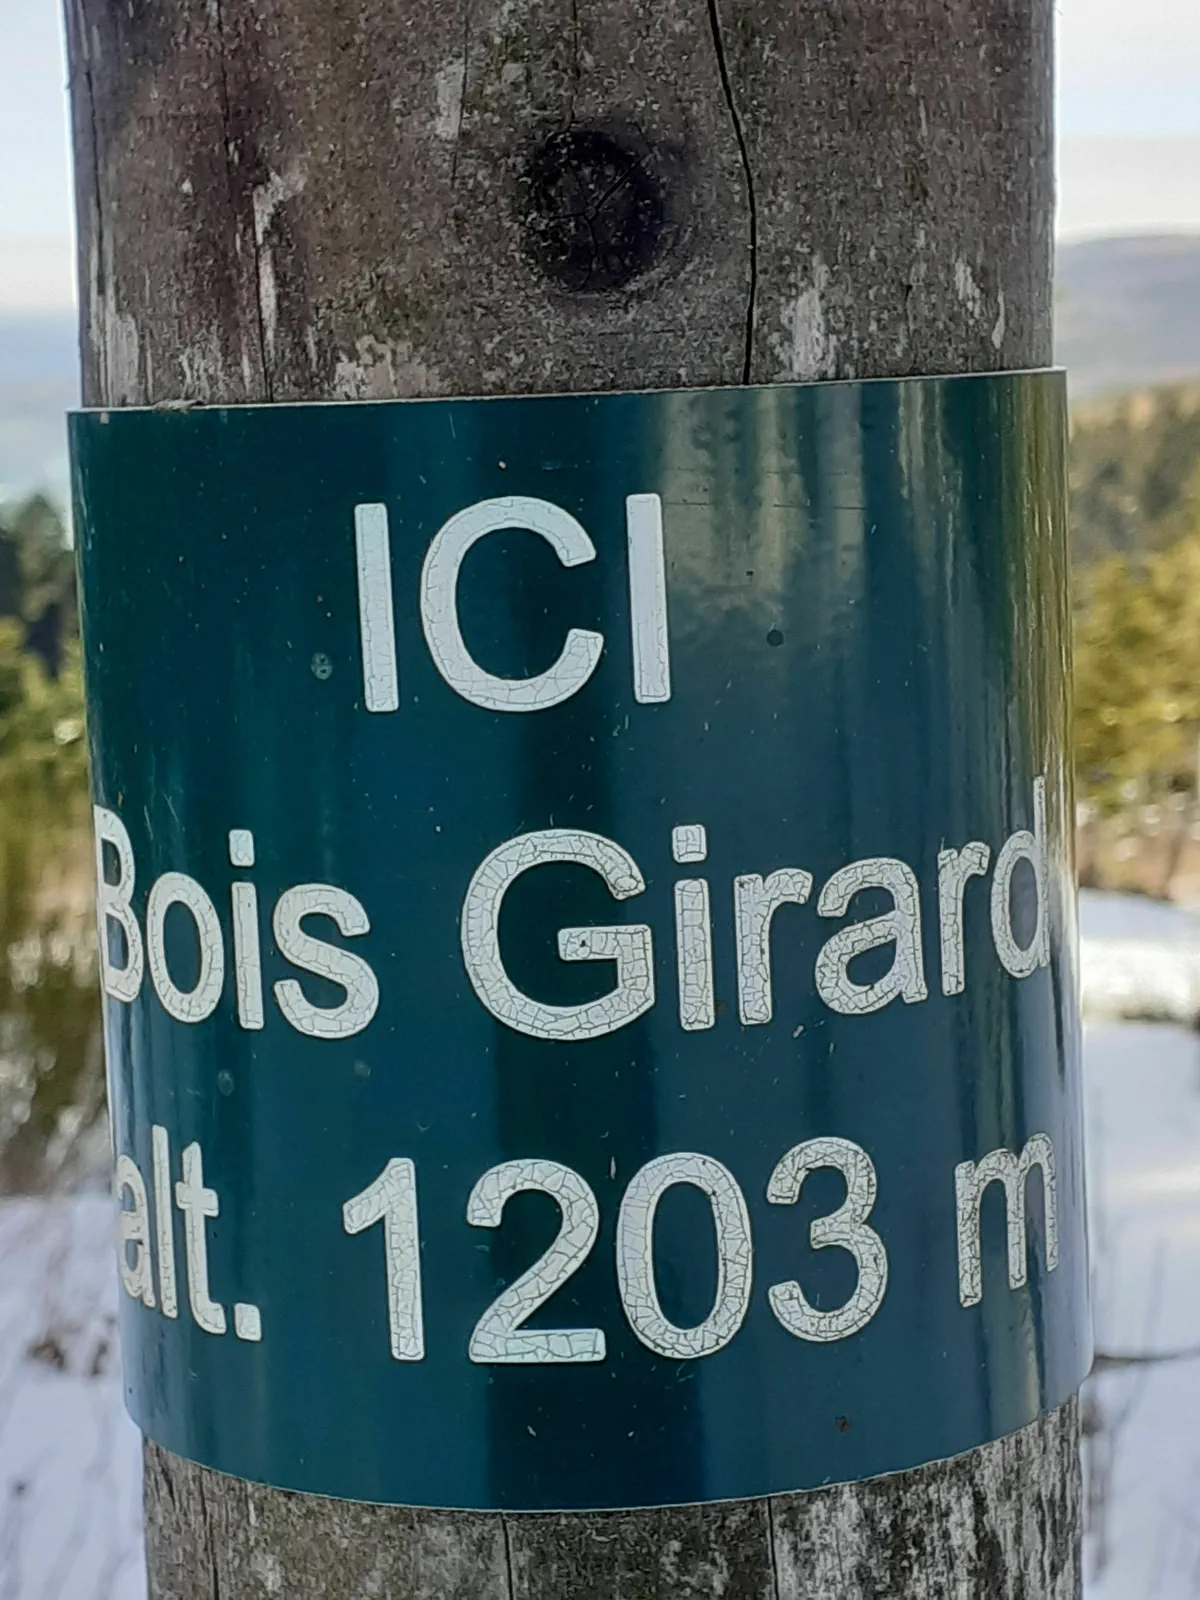 ICI
Bois Girard
alt. 1203 m